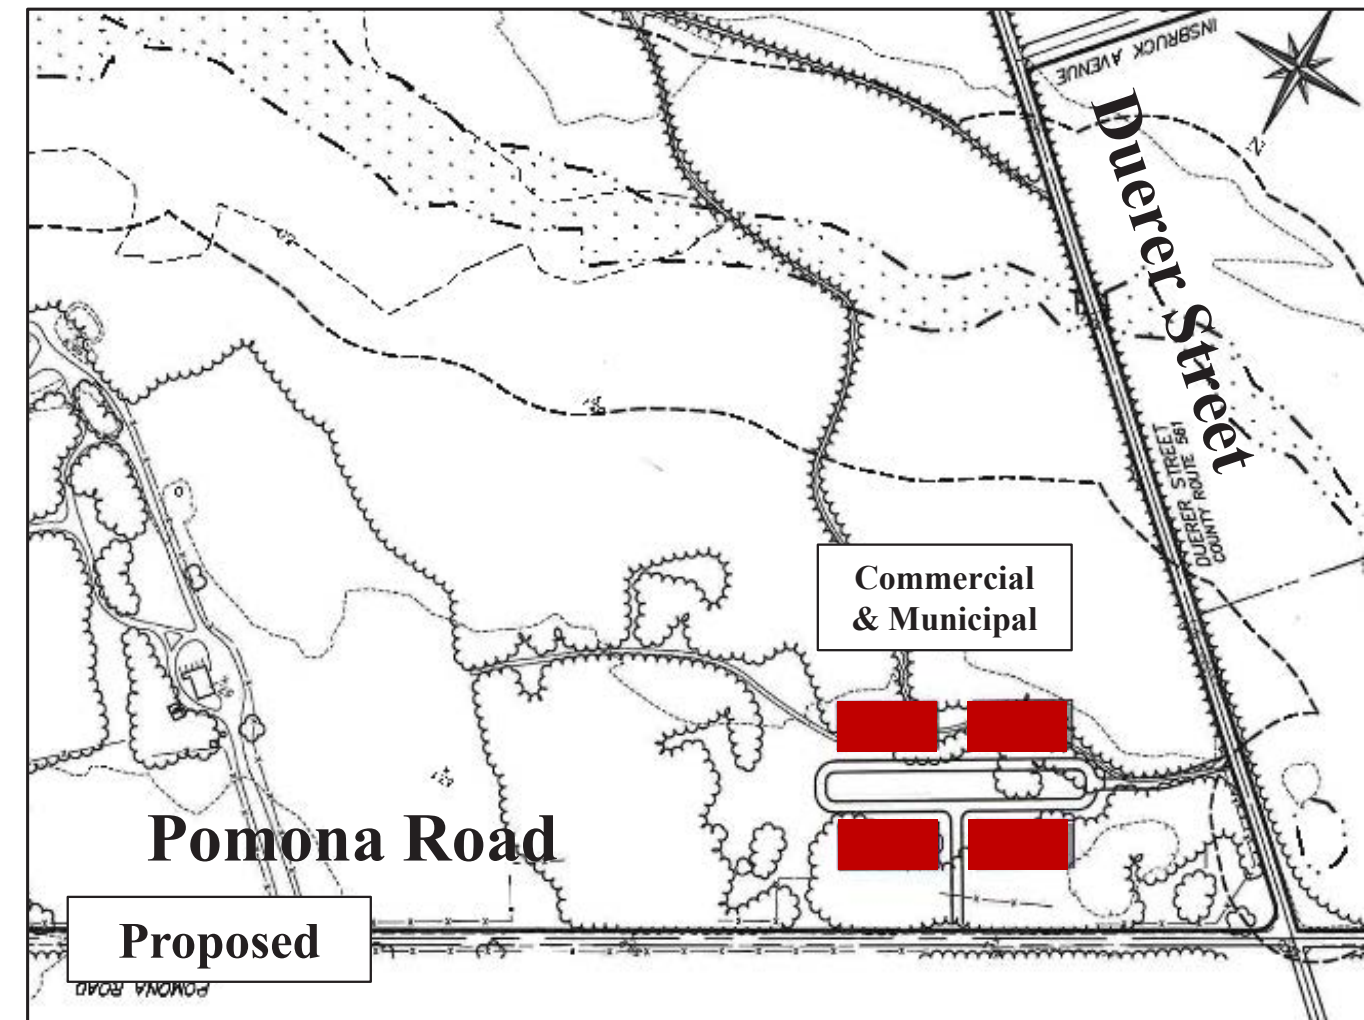 INSBRUCK AVENUE
N
Duerer Street
DUERER STREET
COUNTY ROUTE 561
Commercial
& Municipal
Pomona Road
Proposed
POMONA ROAD